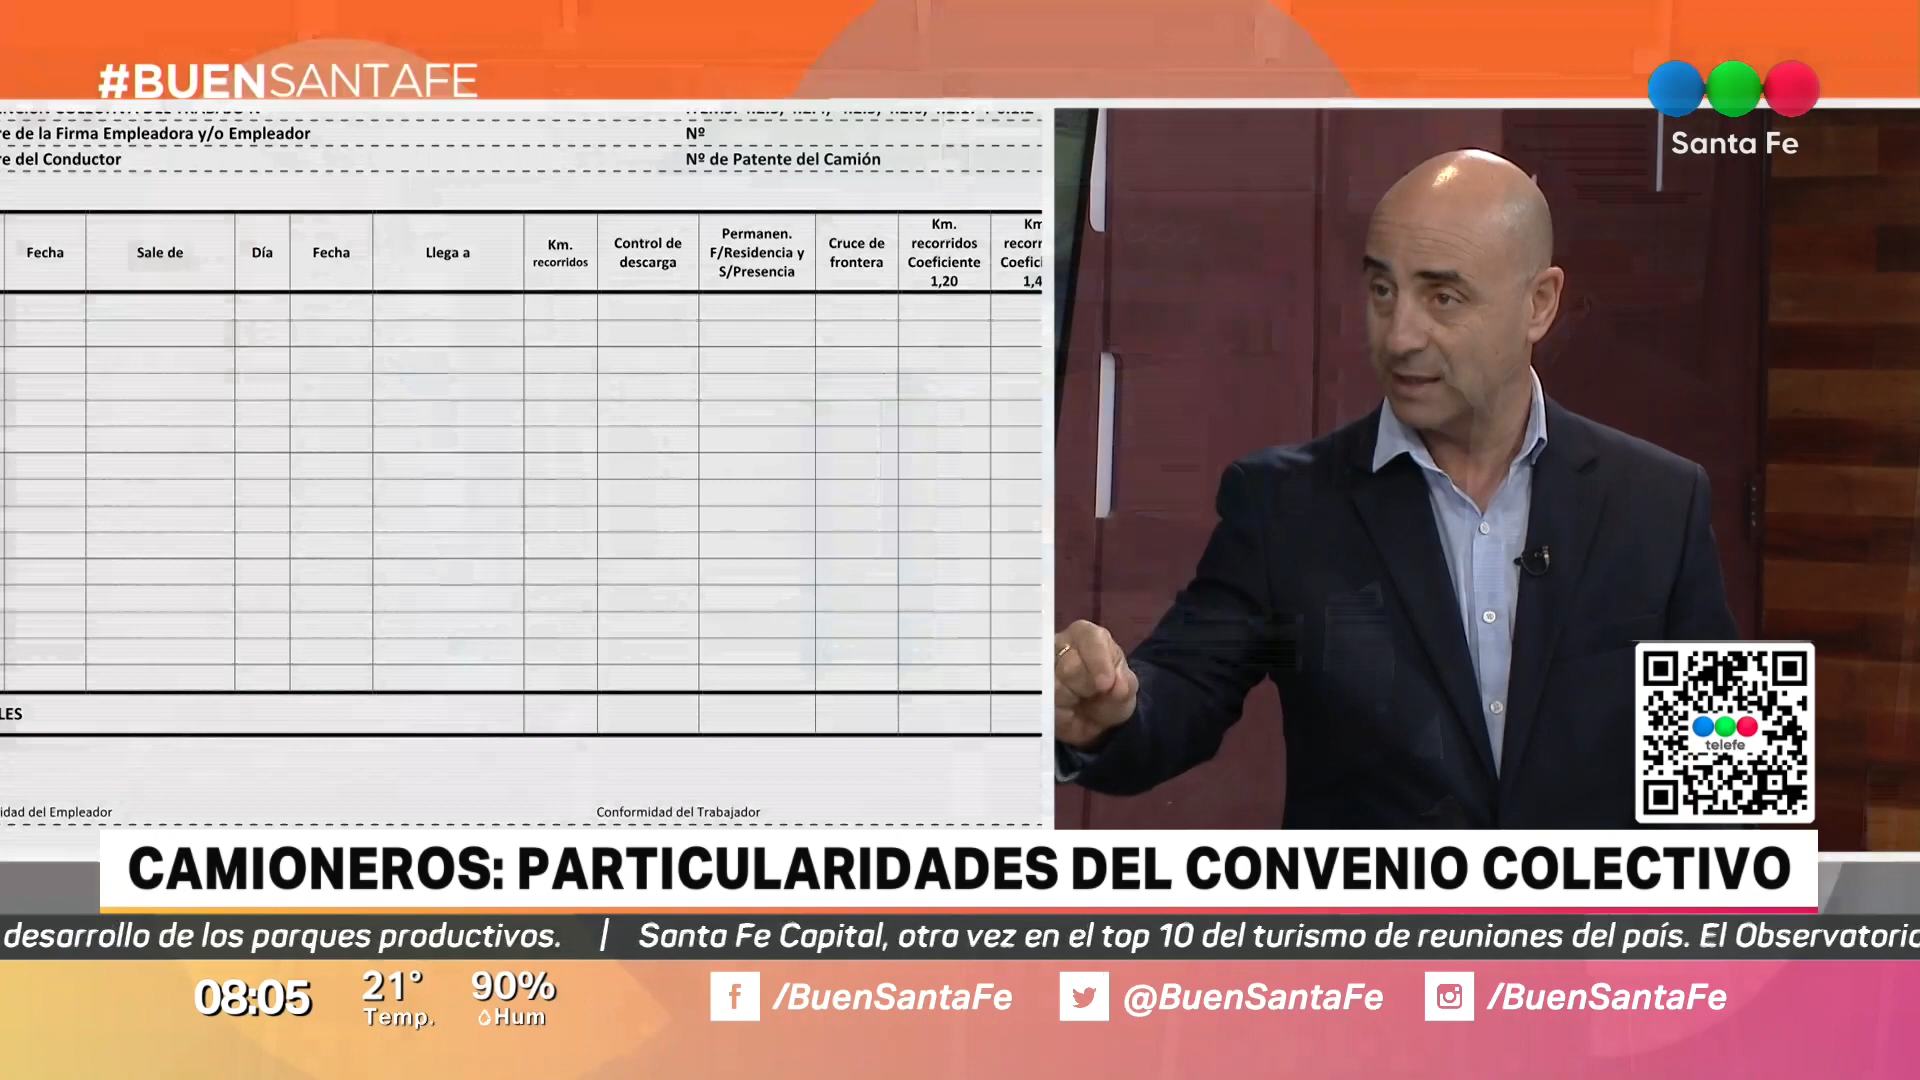 #BUENSANTAFE
Santa Fe
re de la Firma Empleadora y/o Empleador
Nº
re del Conductor
Nº de Patente del Camión
Fecha
Sale de
Día
Fecha
Llega a
Km.
recorridos
Control de
descarga
Permanen.
F/Residencia y
S/Presencia
Cruce de
frontera
Km.
recorridos
Coeficiente
1,20
LES
idad del Empleador
Conformidad del Trabajador
telefe
CAMIONEROS: PARTICULARIDADES DEL CONVENIO COLECTIVO
desarrollo de los parques productivos. | Santa Fe Capital, otra vez en el top 10 del turismo de reuniones del país. El Observatorio
08:05
21° 90%
Temp. Hum
/BuenSantaFe @BuenSantaFe /BuenSantaFe